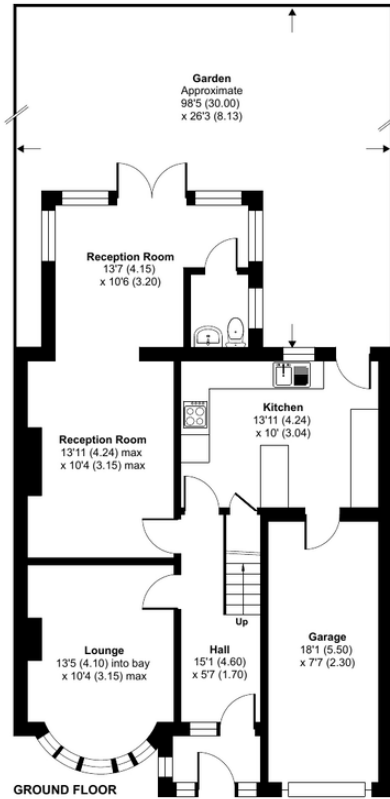 Garden
Approximate
98'5 (30.00)
x 26'3 (8.13)
Reception Room
13'7 (4.15)
x 10'6 (3.20)
Kitchen
13'11 (4.24)
x 10' (3.04)
Reception Room
13'11 (4.24) max
x 10'4 (3.15) max
Up
Lounge
13'5 (4.10) into bay
x 10'4 (3.15) max
Hall
15'1 (4.60)
x 5'7 (1.70)
Garage
18'1 (5.50)
x 7'7 (2.30)
GROUND FLOOR